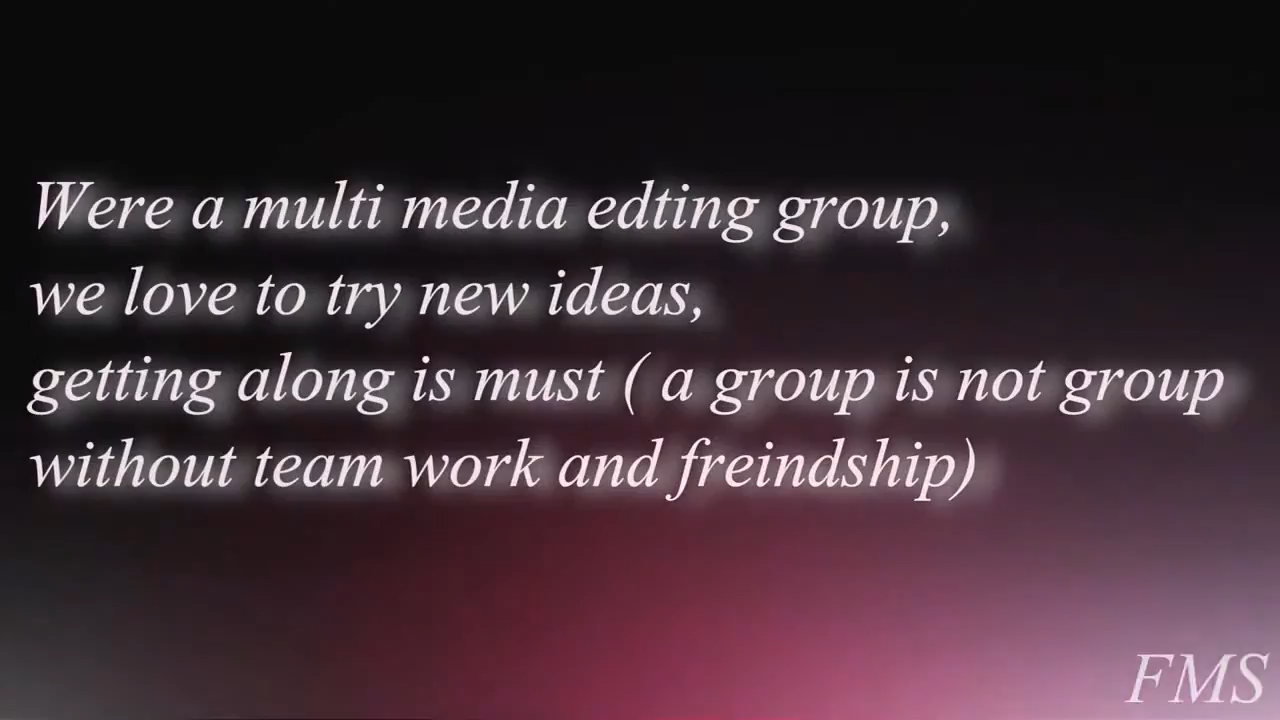 Were a multi media edting group,
we love to try new ideas,
getting along is must ( a group is not group
without team work and freindship)
FMS